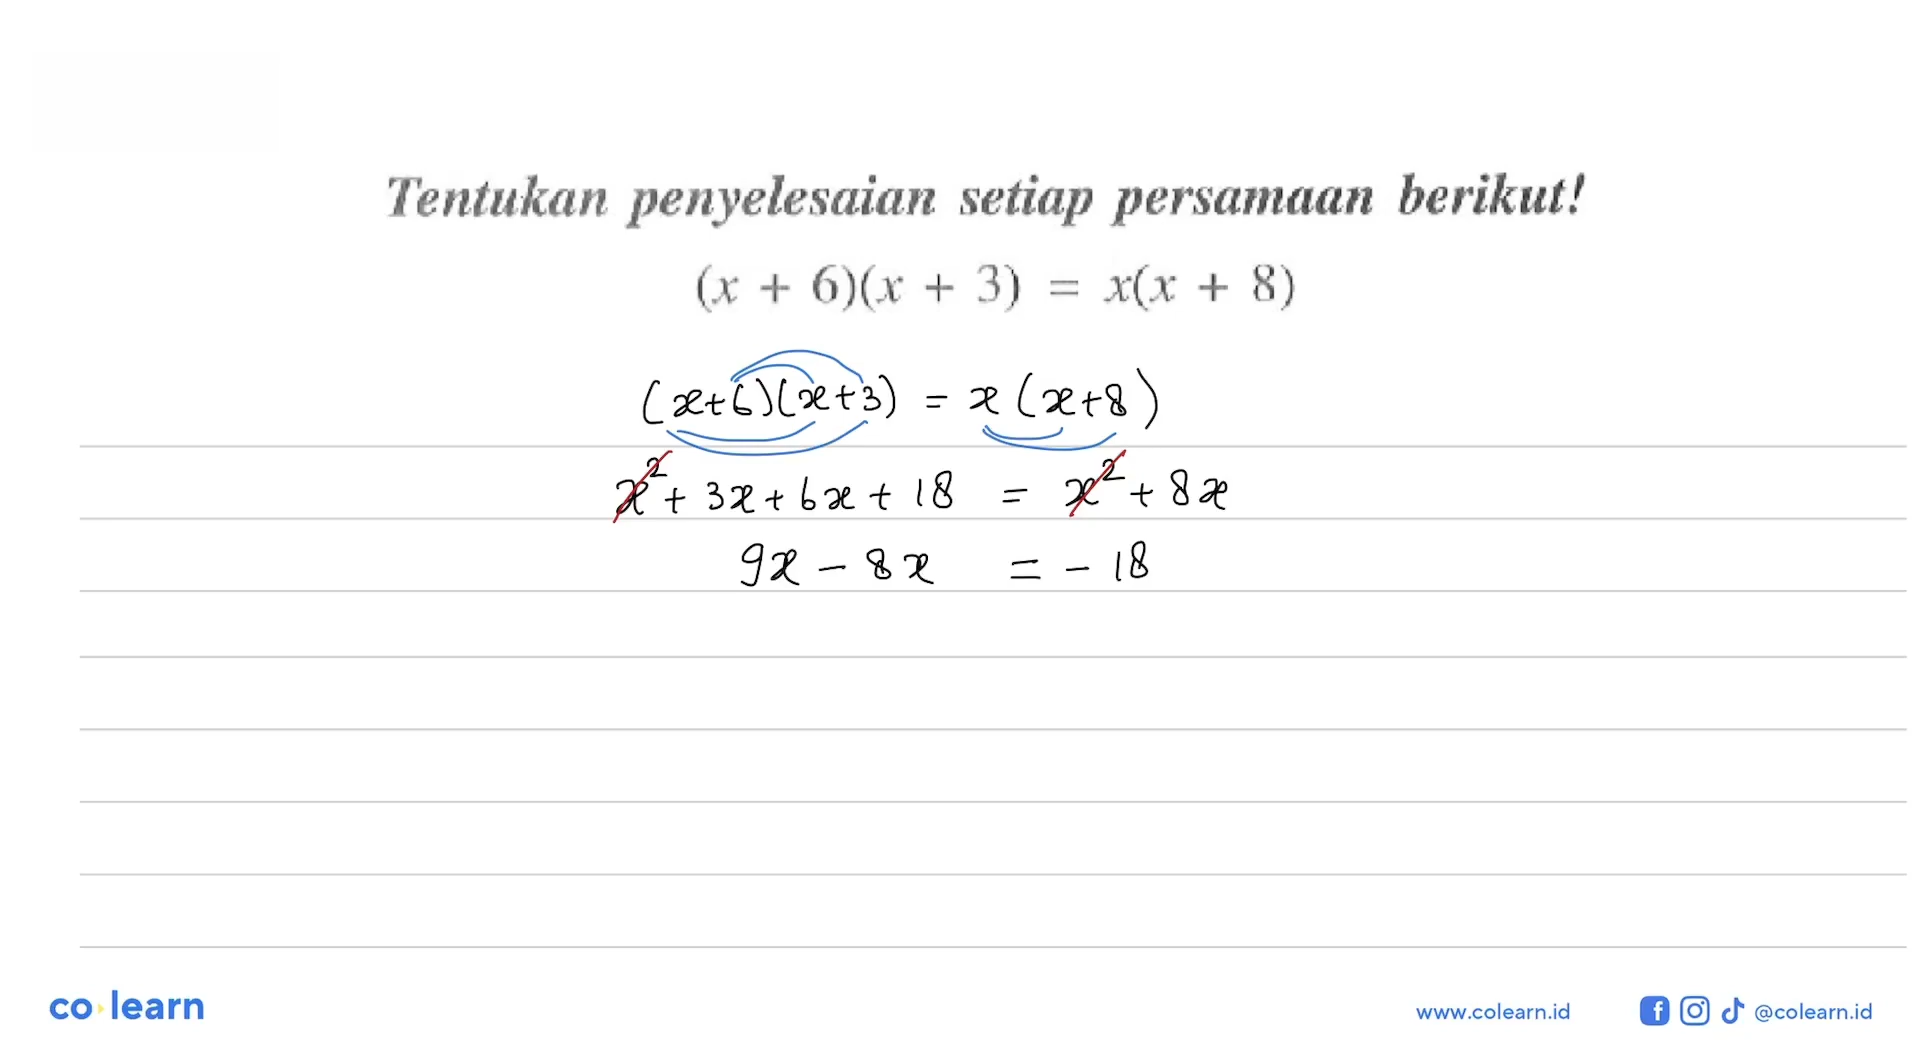 Tentukan penyelesaian setiap persamaan berikut!
(x + 6)(x + 3) = x(x + 8)
(x+6)(x+3) = x(x+8)
x² + 3x + 6x + 18 = x² + 8x
9x - 8x = - 18
co learn
www.colearn.id
@colearn.id